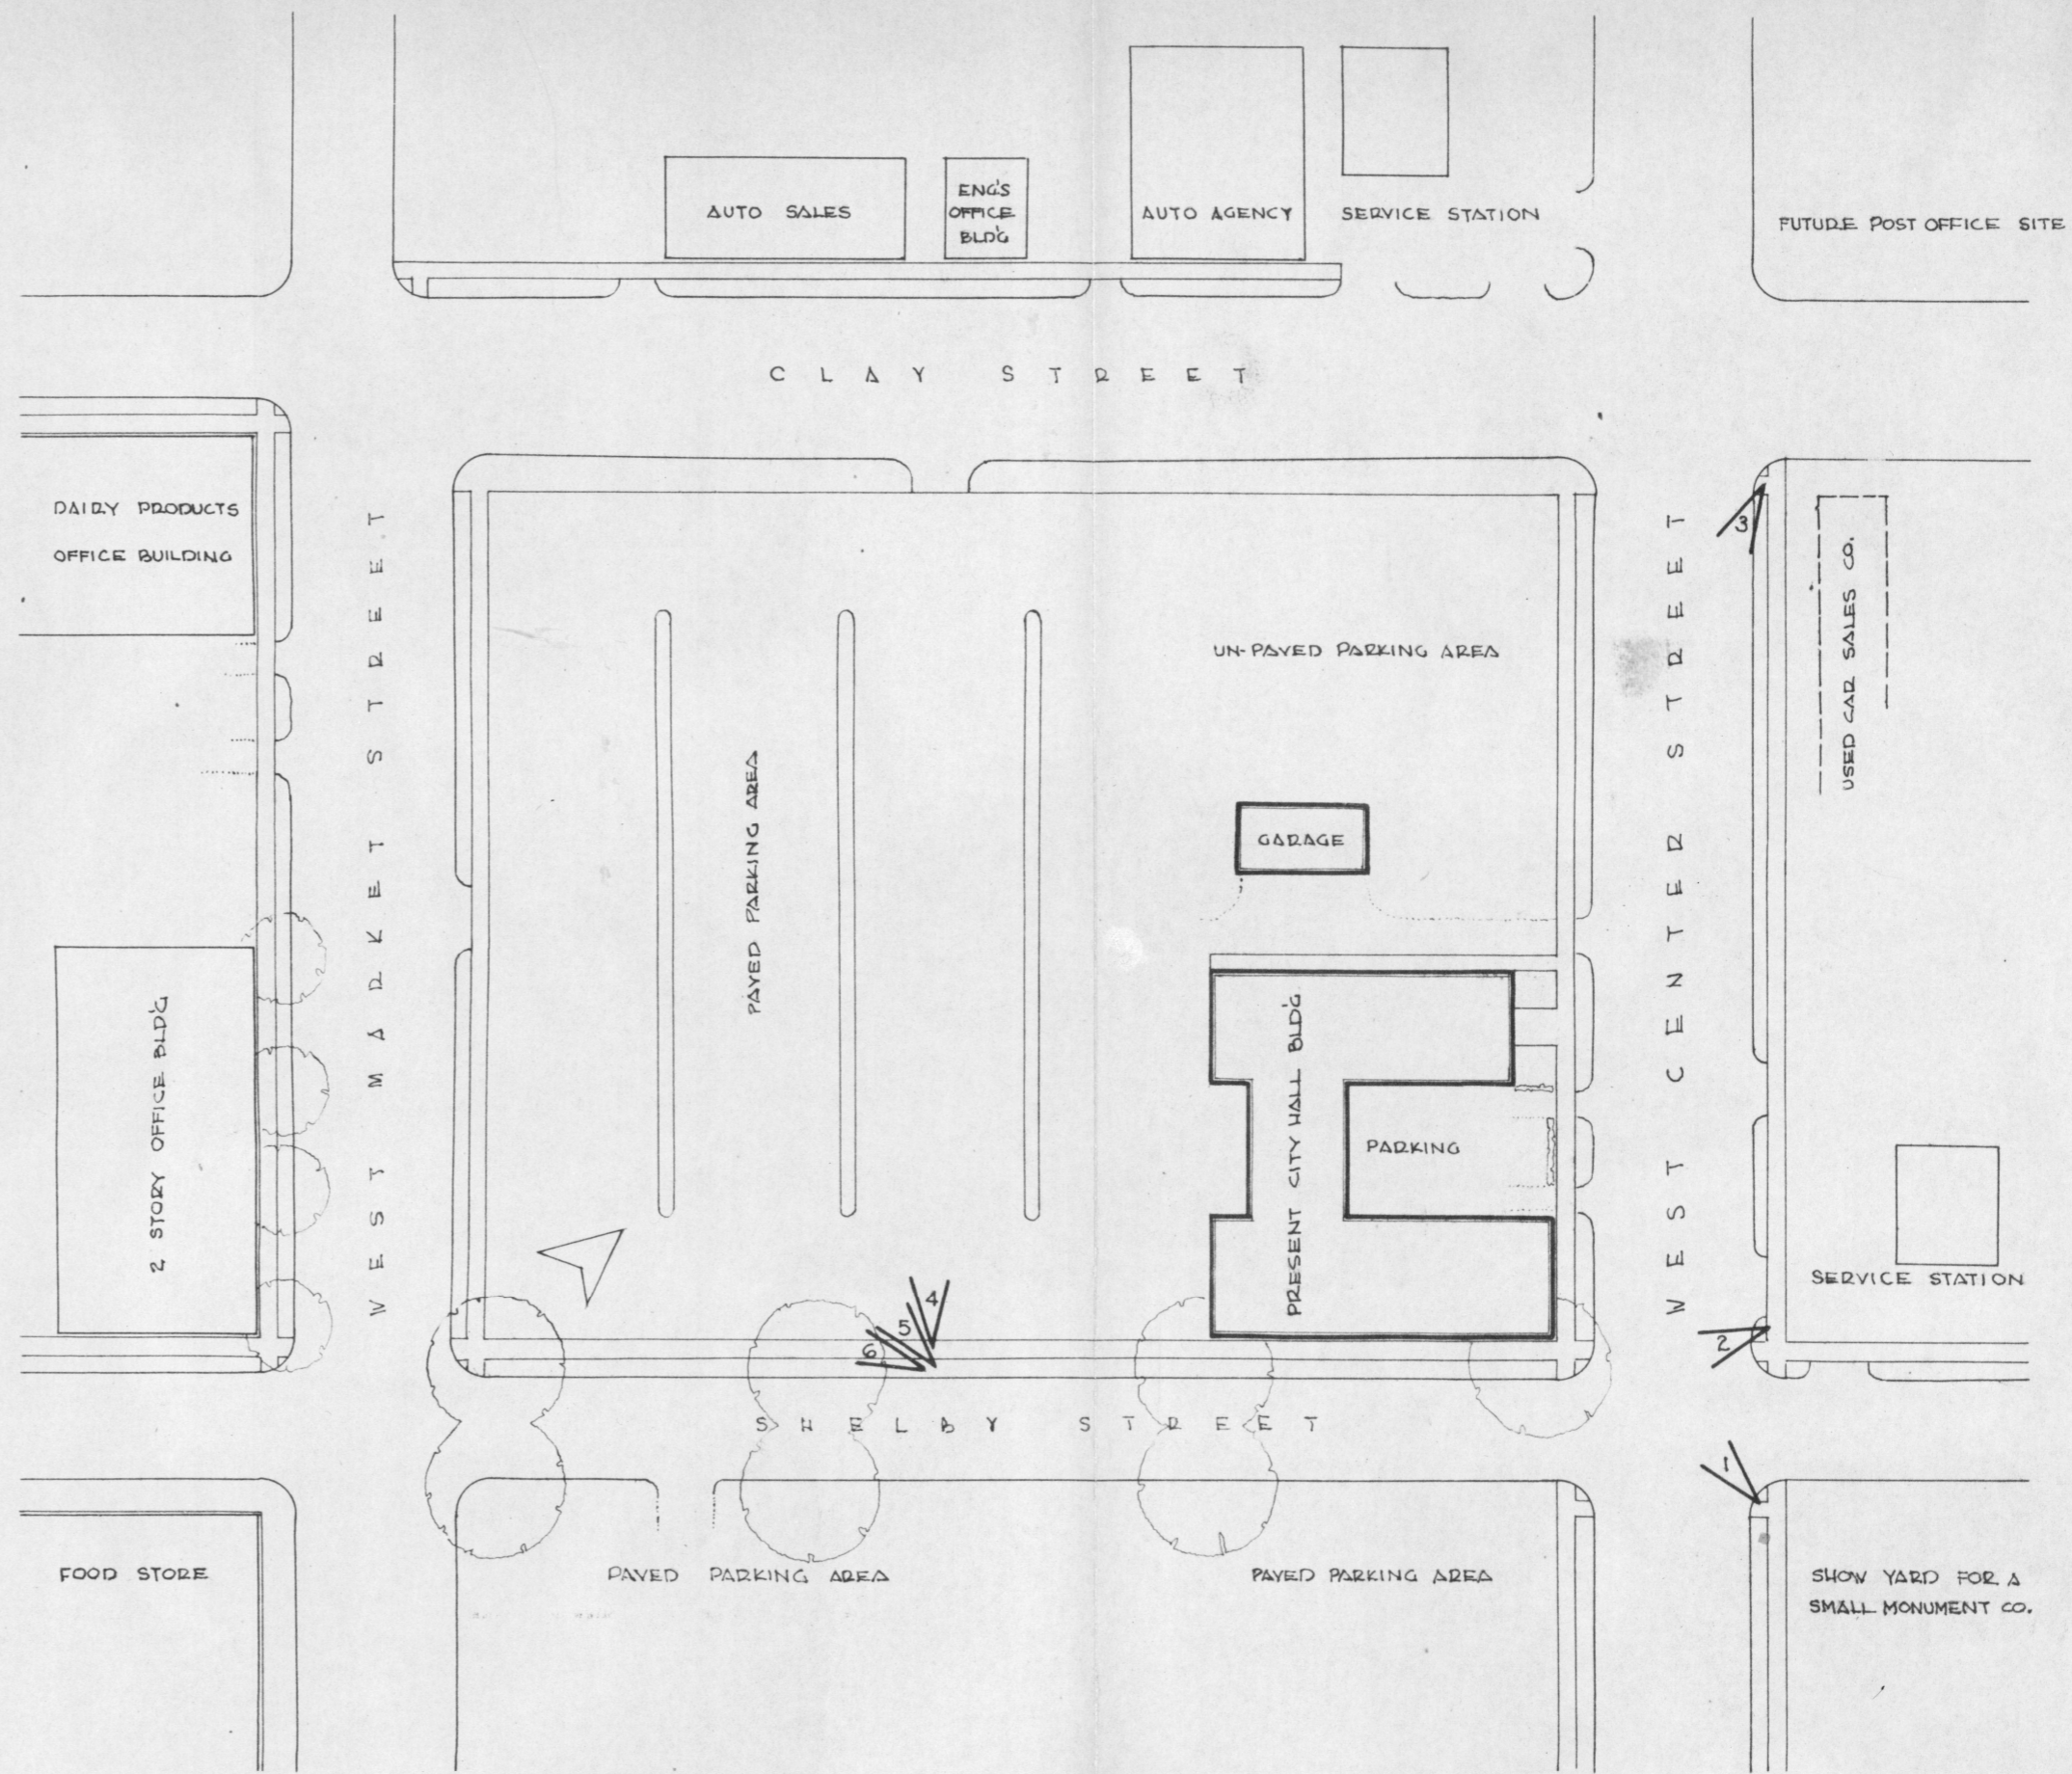 AUTO SALES
ENG'S
OFFICE
BLD'G
AUTO AGENCY
SERVICE STATION
FUTURE POST OFFICE SITE
CLAY STREET
DAIRY PRODUCTS
OFFICE BUILDING
WEST MARKET STREET
PAVED PARKING AREA
UN-PAVED PARKING AREA
GARAGE
WEST CENTER STREET
3
USED CAR SALES CO.
2 STORY OFFICE BLD'G
PRESENT CITY HALL BLD'G
PARKING
SERVICE STATION
4
5
6
2
SHELBY STREET
1
FOOD STORE
PAVED PARKING AREA
PAVED PARKING AREA
SHOW YARD FOR A
SMALL MONUMENT CO.